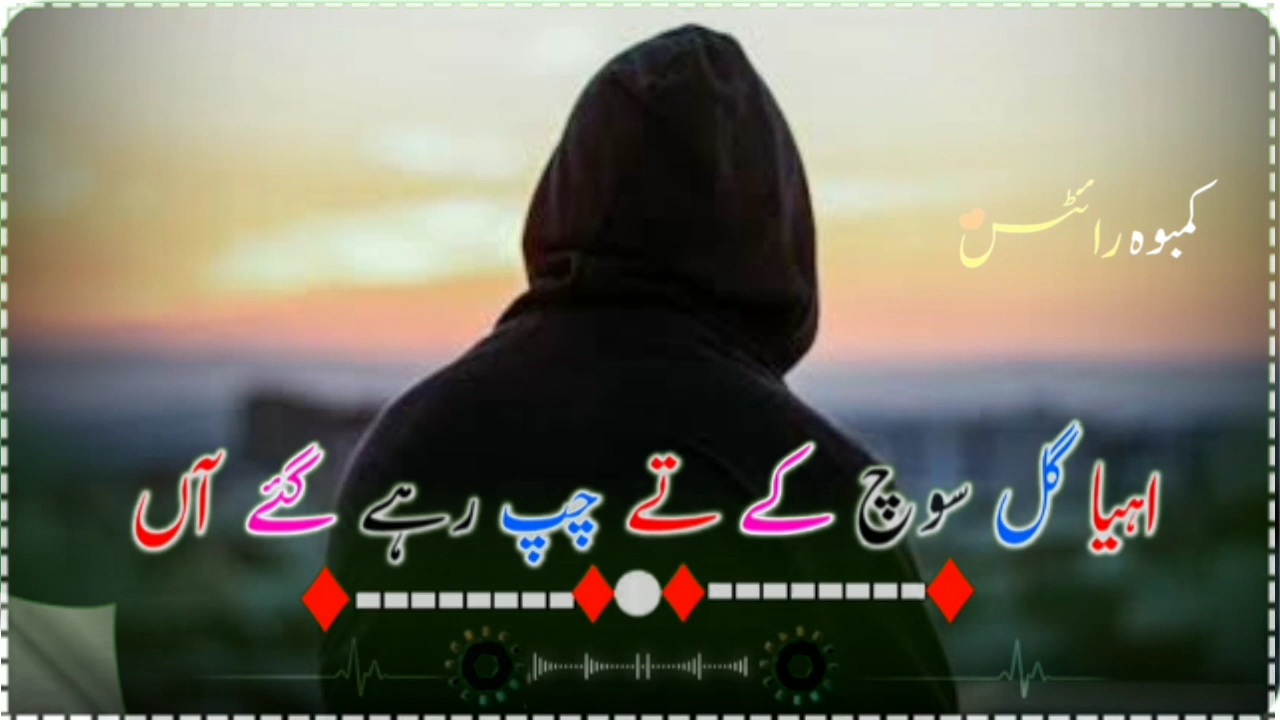 کمبوہ رائٹس
اہیا گل سوچ کے تے چپ رہے گئے آں